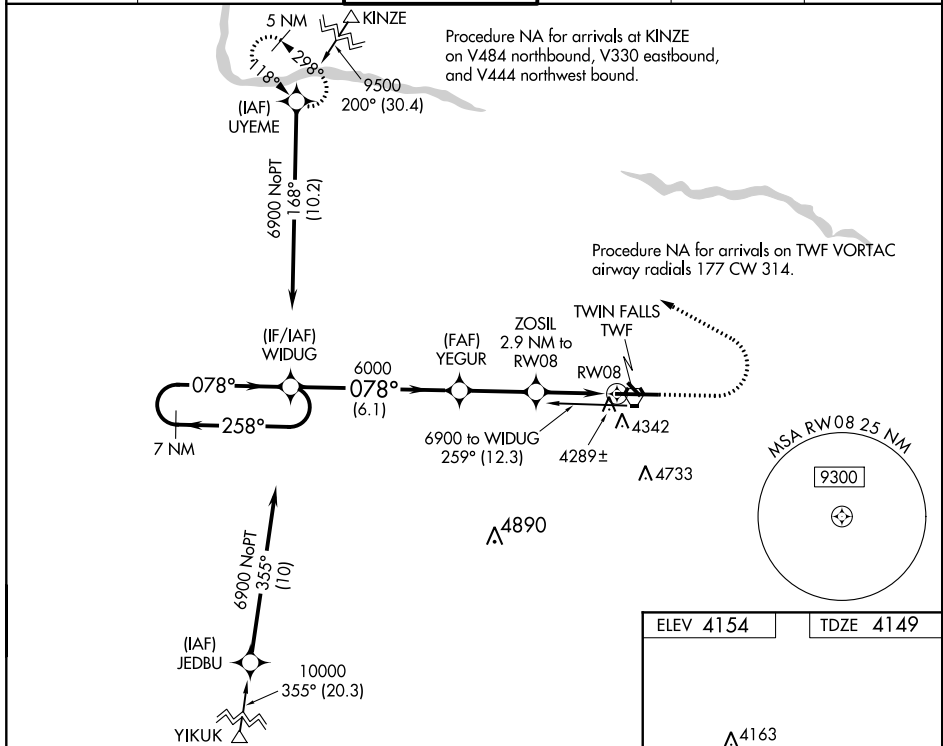 5 NM
KINZE
298°
118°
9500
200° (30.4)
(IAF)
UYEME
Procedure NA for arrivals at KINZE
on V484 northbound, V330 eastbound,
and V444 northwest bound.
6900 NoPT
168°
(10.2)
Procedure NA for arrivals on TWF VORTAC
airway radials 177 CW 314.
(IF/IAF)
WIDUG
078°
258°
7 NM
6000
078°
(6.1)
(FAF)
YEGUR
ZOSIL
2.9 NM to
RW08
TWIN FALLS
TWF
RW08
6900 to WIDUG
259° (12.3)
4289±
4342
4733
4890
MSA RW08 25 NM
9300
6900 NoPT
355°
(10)
(IAF)
JEDBU
10000
355° (20.3)
YIKUK
ELEV 4154
TDZE 4149
4163